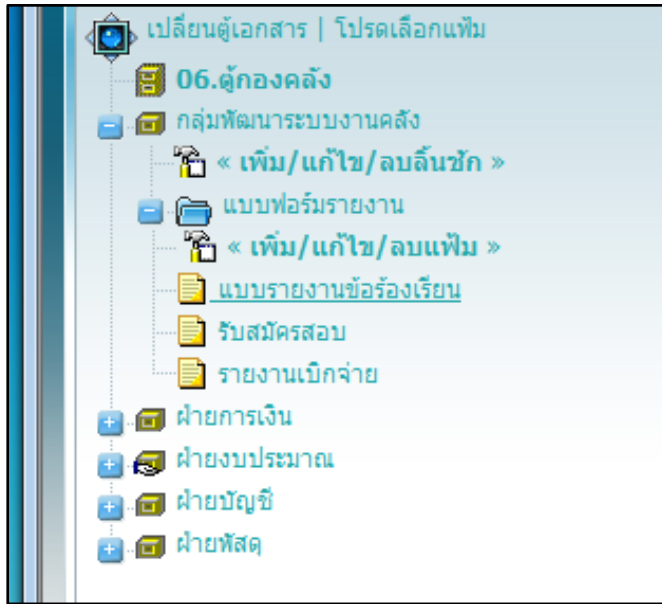 เปลี่ยนตู้เอกสาร | โปรดเลือกแฟ้ม
06.ตู้กองคลัง
กลุ่มพัฒนาระบบงานคลัง
« เพิ่ม/แก้ไข/ลบลิ้นชัก »
แบบฟอร์มรายงาน
« เพิ่ม/แก้ไข/ลบแฟ้ม »
แบบรายงานข้อร้องเรียน
รับสมัครสอบ
รายงานเบิกจ่าย
ฝ่ายการเงิน
ฝ่ายงบประมาณ
ฝ่ายบัญชี
ฝ่ายพัสดุ